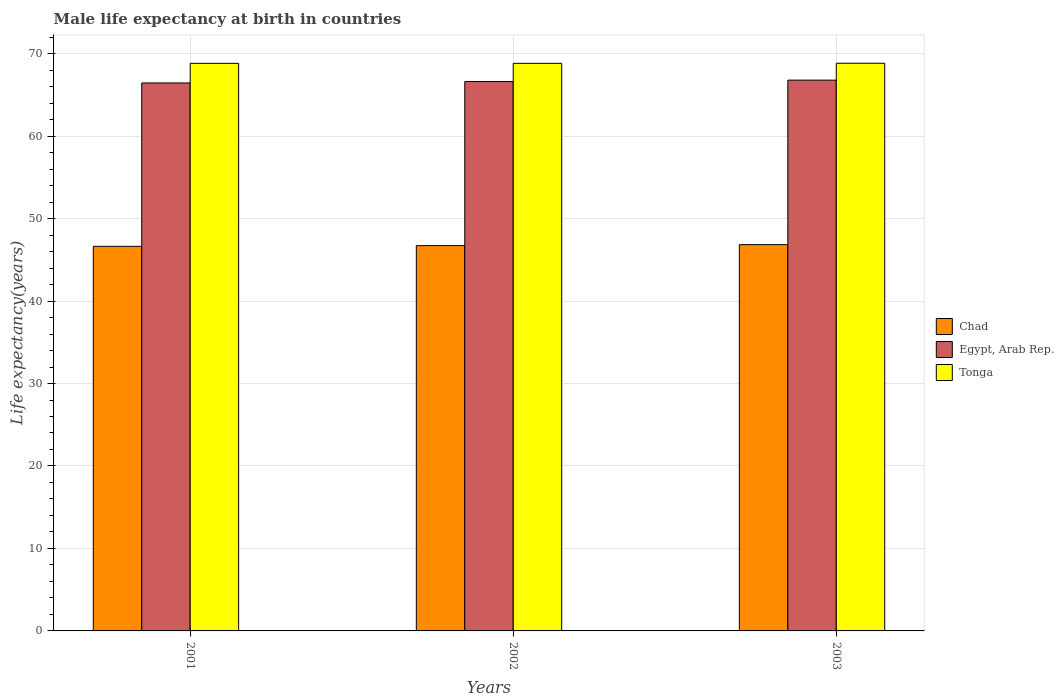 Male life expectancy at birth in countries
Life expectancy(years)
70
60
50
40
30
20
10
0
2001
2002
2003
Years
Chad
Egypt, Arab Rep.
Tonga